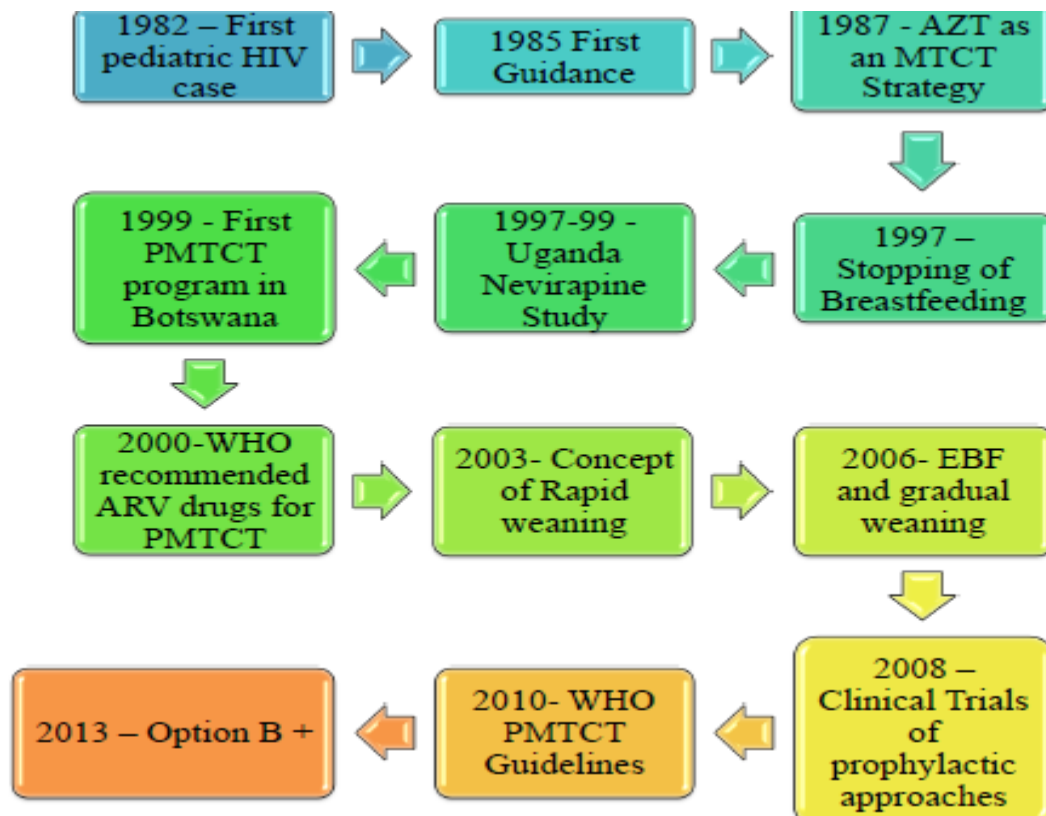 1982 – First
pediatric HIV
case
1985 First
Guidance
1987 - AZT as
an MTCT
Strategy
1997 –
Stopping of
Breastfeeding
1997-99 -
Uganda
Nevirapine
Study
1999 - First
PMTCT
program in
Botswana
2000-WHO
recommended
ARV drugs for
PMTCT
2003- Concept
of Rapid
weaning
2006- EBF
and gradual
weaning
2008 –
Clinical Trials
of
prophylactic
approaches
2010- WHO
PMTCT
Guidelines
2013 – Option B +